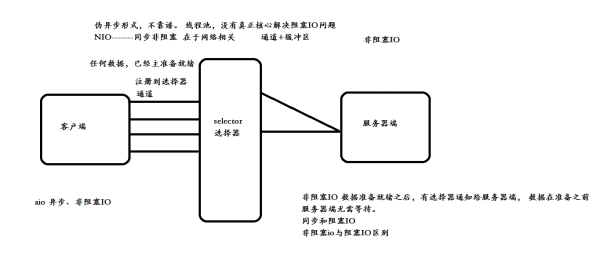 伪异步形式，不靠谱。 线程池，没有真正核心解决阻塞IO问题
NIO-------同步非阻塞 在于网络相关 通道+缓冲区
非阻塞IO
任何数据，已经主准备就绪
注册到选择器
通道
客户端
selector
选择器
服务器端
aio 异步、非阻塞IO
非阻塞IO 数据准备就绪之后，有选择器通知给服务器端， 数据在准备之前
服务器端无需等待。
同步和阻塞IO
非阻塞io与阻塞IO区到